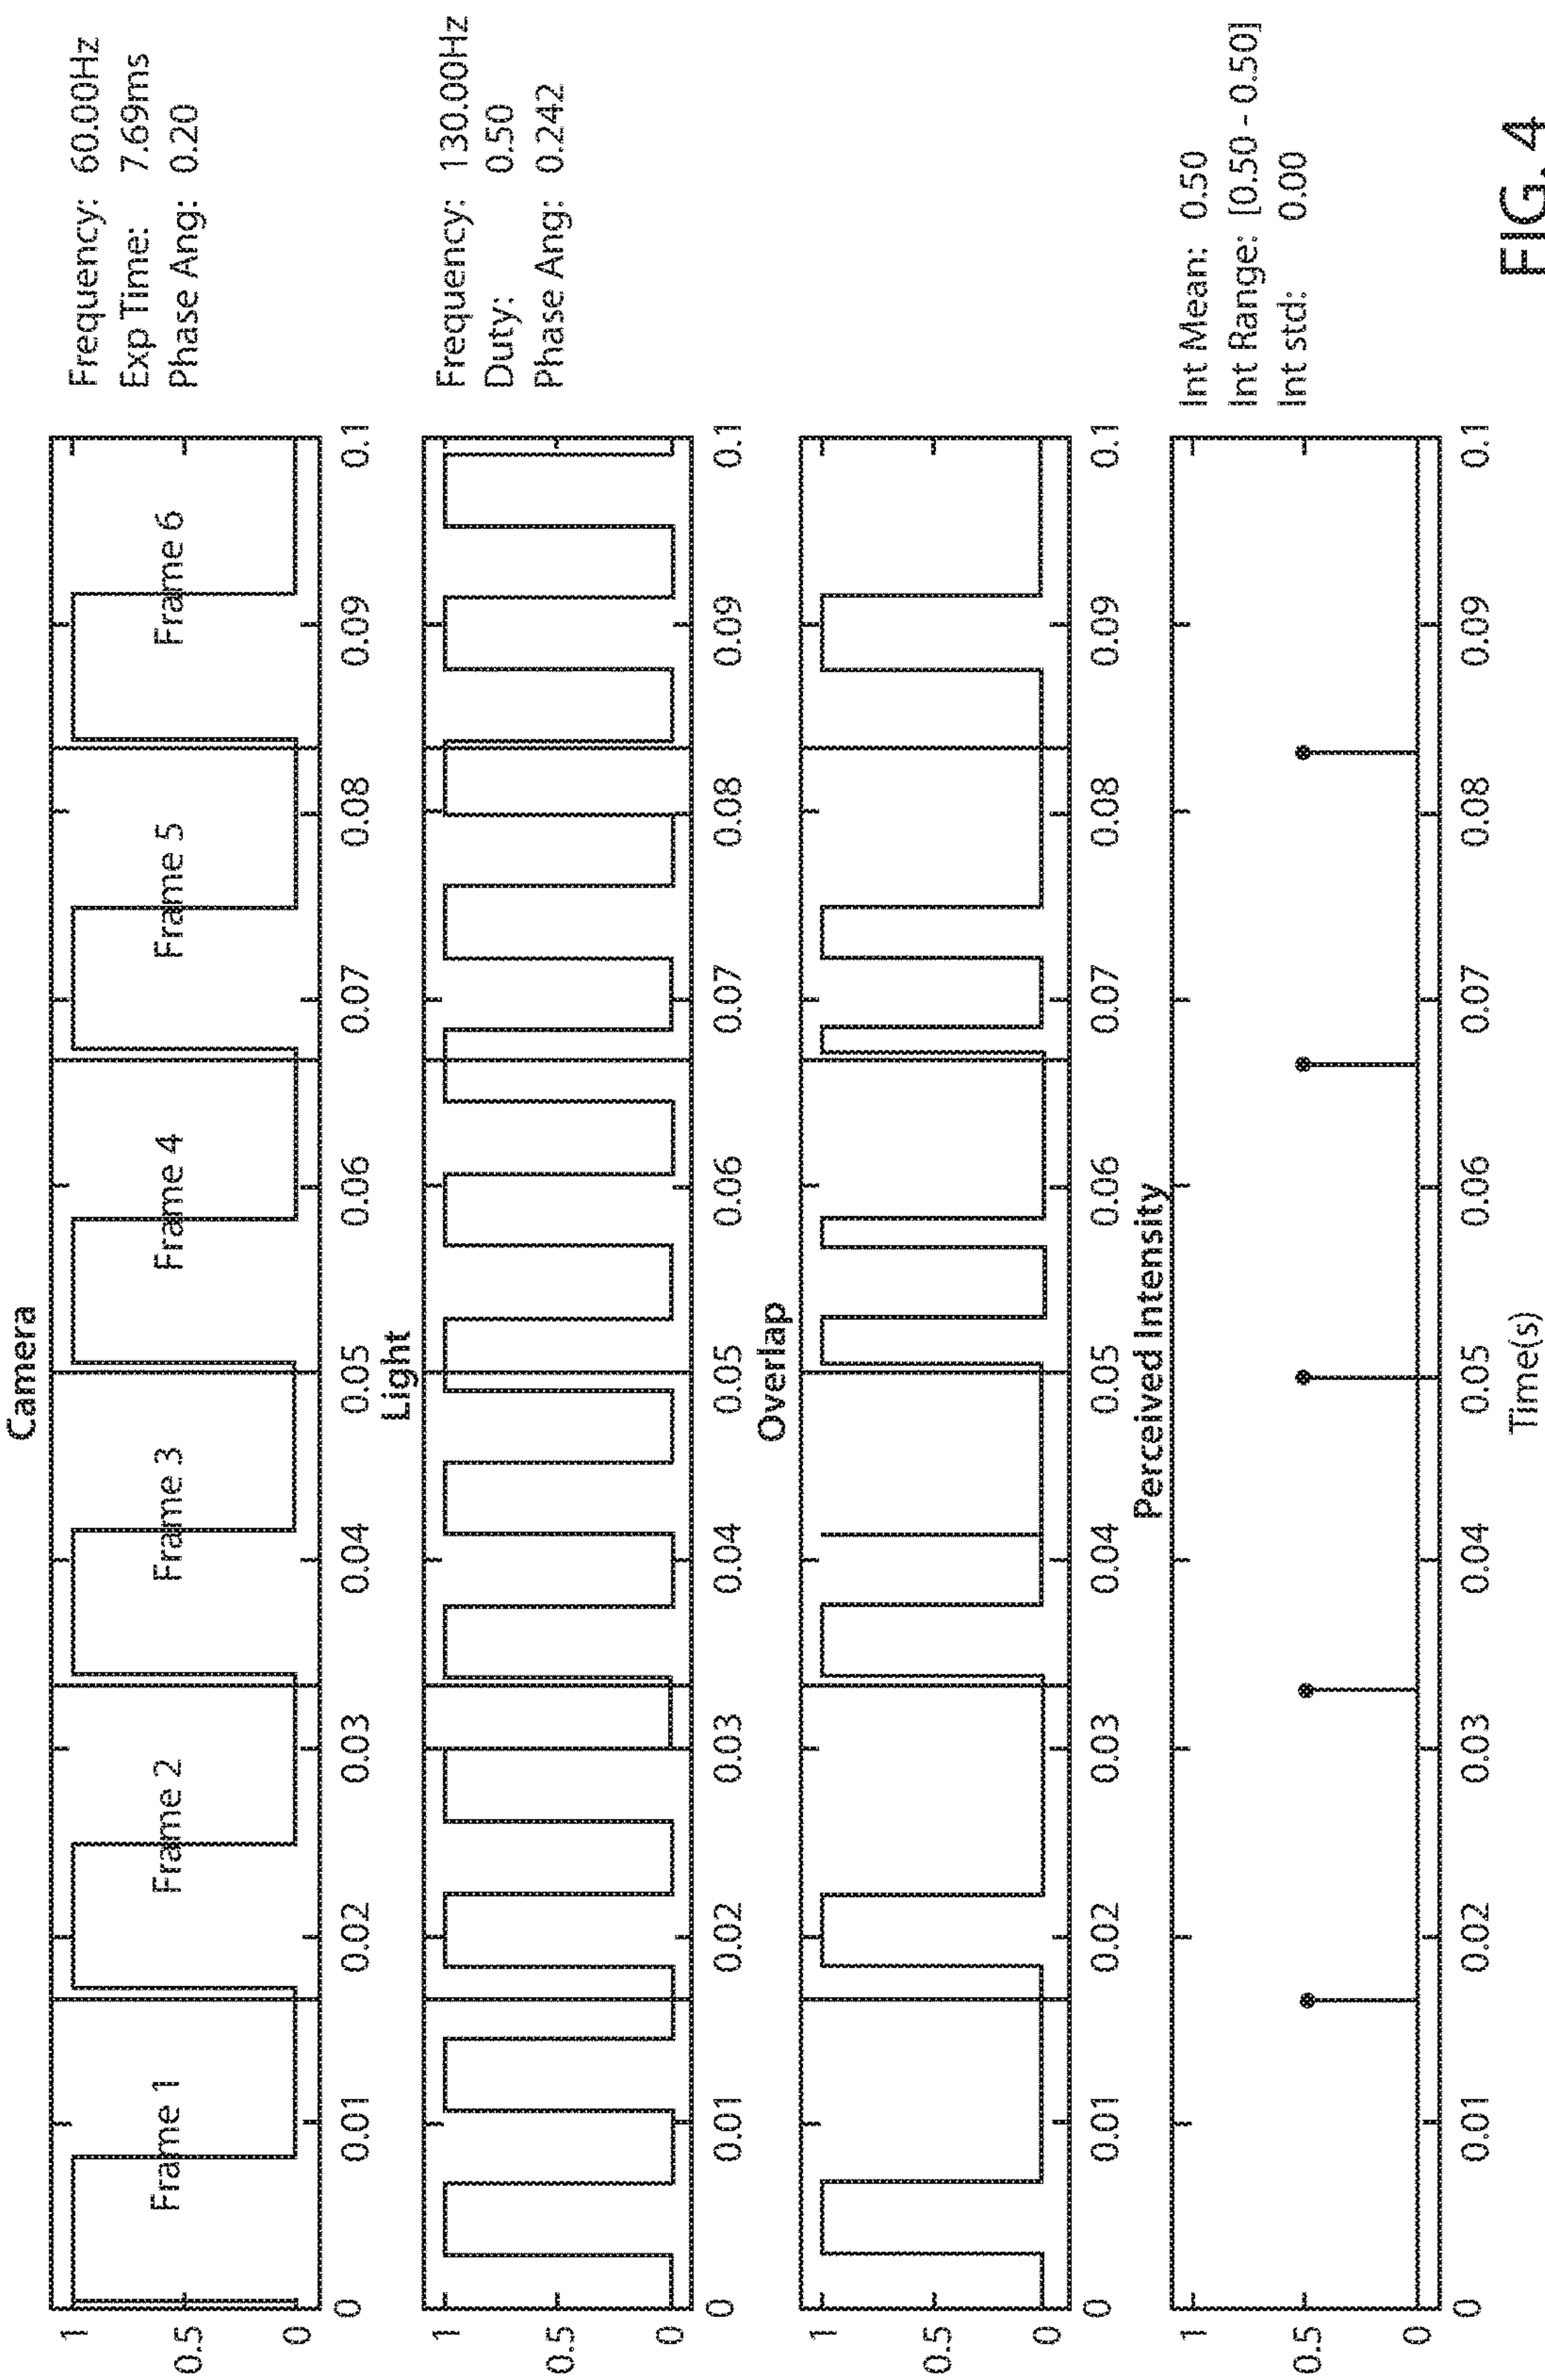 Camera
1
0.5
0
Frame 1
Frame 2
Frame 3
Frame 4
Frame 5
Frame 6
0 0.01 0.02 0.03 0.04 0.05 0.06 0.07 0.08 0.09 0.1
Frequency: 60.00Hz
Exp Time: 7.69ms
Phase Ang: 0.20
Light
1
0.5
0
0 0.01 0.02 0.03 0.04 0.05 0.06 0.07 0.08 0.09 0.1
Frequency: 130.00Hz
Duty: 0.50
Phase Ang: 0.242
Overlap
1
0.5
0
0 0.01 0.02 0.03 0.04 0.05 0.06 0.07 0.08 0.09 0.1
Perceived Intensity
1
0.5
0
0 0.01 0.02 0.03 0.04 0.05 0.06 0.07 0.08 0.09 0.1
Time(s)
Int Mean: 0.50
Int Range: [0.50 - 0.50]
Int std: 0.00
FIG. 4